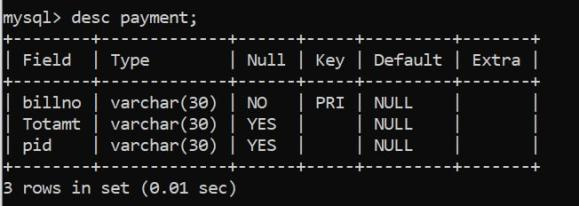 mysql> desc payment;
+--------+-------------+------+-----+---------+-------+
| Field  | Type        | Null | Key | Default | Extra |
+--------+-------------+------+-----+---------+-------+
| billno | varchar(30) | NO   | PRI | NULL    |       |
| Totamt | varchar(30) | YES  |     | NULL    |       |
| pid    | varchar(30) | YES  |     | NULL    |       |
+--------+-------------+------+-----+---------+-------+
3 rows in set (0.01 sec)